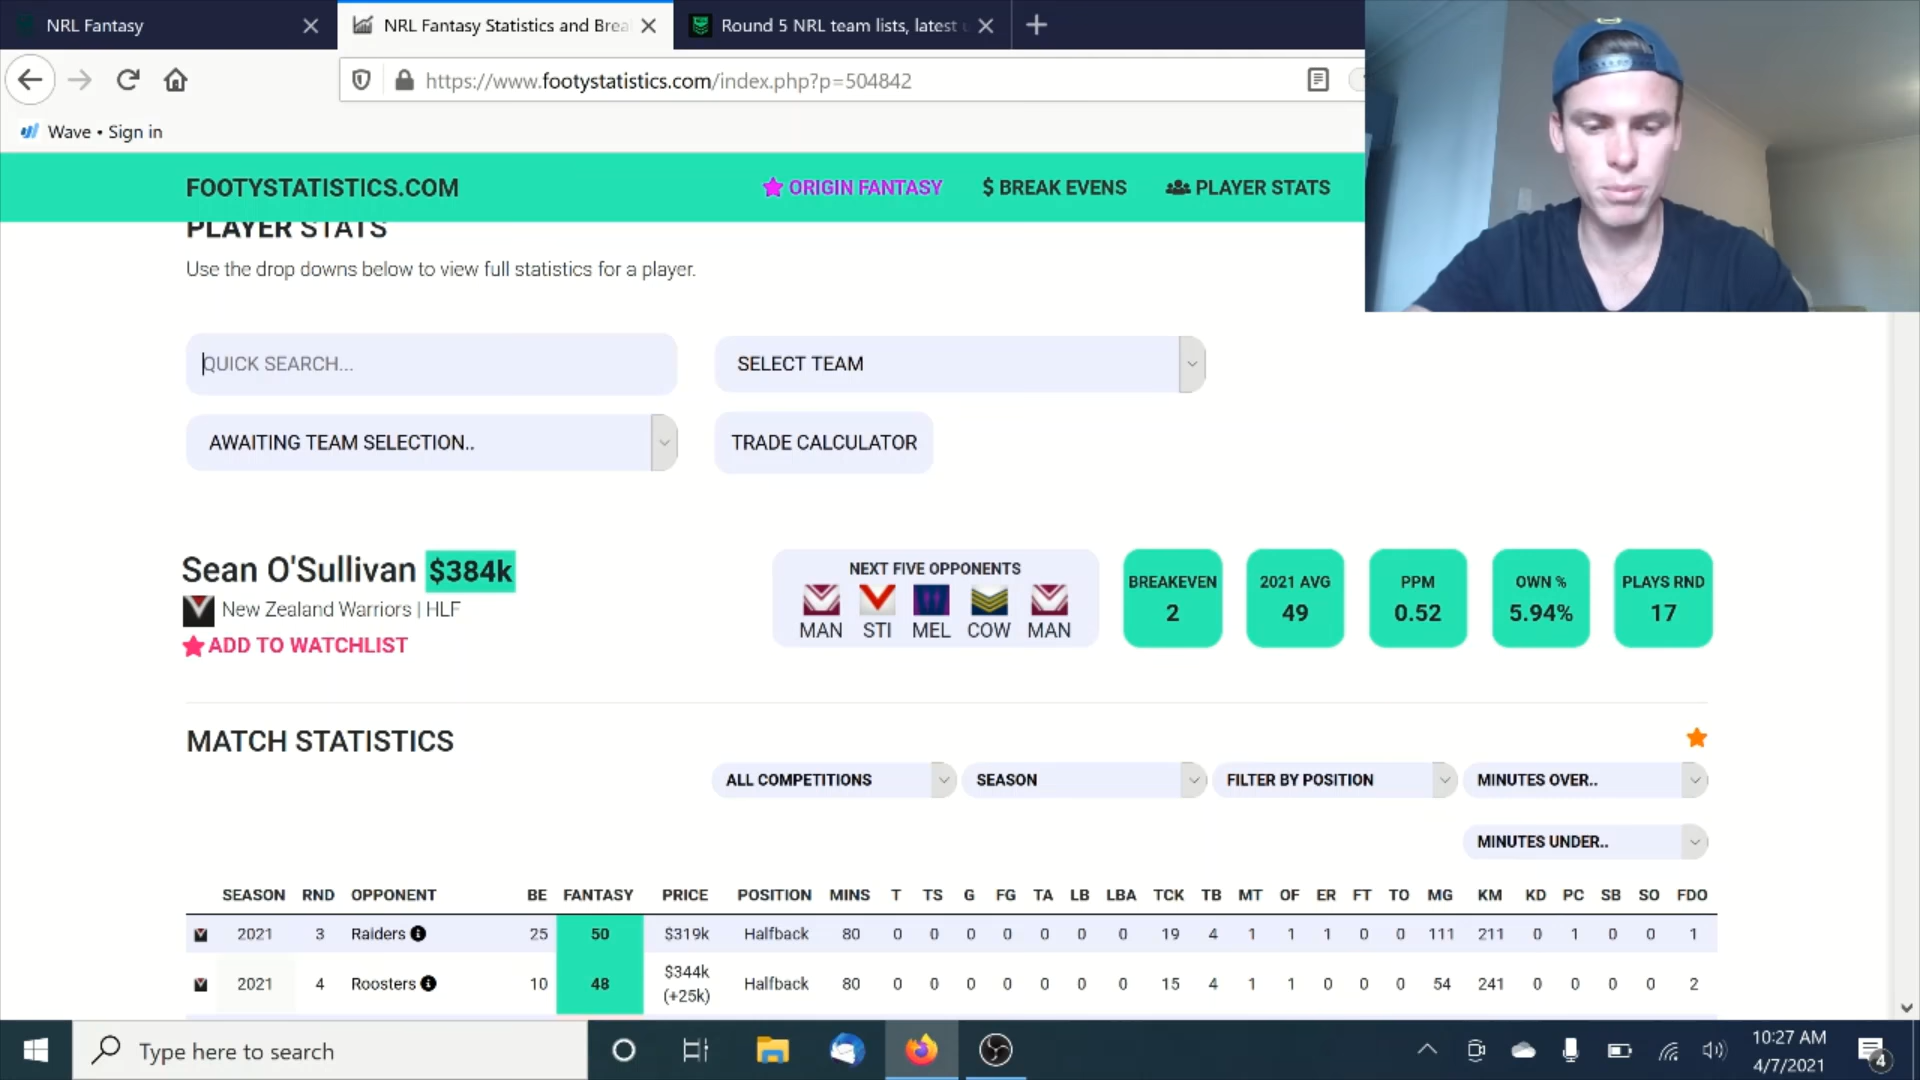 NRL Fantasy
NRL Fantasy Statistics and Brea
Round 5 NRL team lists, latest u
https://www.footystatistics.com/index.php?p=504842
Wave • Sign in
FOOTYSTATISTICS.COM
ORIGIN FANTASY
$ BREAK EVENS
PLAYER STATS
PLAYER STATS
Use the drop downs below to view full statistics for a player.
QUICK SEARCH...
SELECT TEAM
AWAITING TEAM SELECTION..
TRADE CALCULATOR
Sean O'Sullivan $384k
New Zealand Warriors | HLF
ADD TO WATCHLIST
NEXT FIVE OPPONENTS
MAN STI MEL COW MAN
BREAKEVEN
2
2021 AVG
49
PPM
0.52
OWN %
5.94%
PLAYS RND
17
MATCH STATISTICS
ALL COMPETITIONS
SEASON
FILTER BY POSITION
MINUTES OVER..
MINUTES UNDER..
SEASON RND OPPONENT BE FANTASY PRICE POSITION MINS T TS G FG TA LB LBA TCK TB MT OF ER FT TO MG KM KD PC SB SO FDO
2021 3 Raiders 25 50 $319k Halfback 80 0 0 0 0 0 0 0 19 4 1 1 1 0 0 111 211 0 1 0 0 1
2021 4 Roosters 10 48 $344k (+25k) Halfback 80 0 0 0 0 0 0 0 15 4 1 1 0 0 0 54 241 0 0 0 0 2
Type here to search
10:27 AM
4/7/2021
4